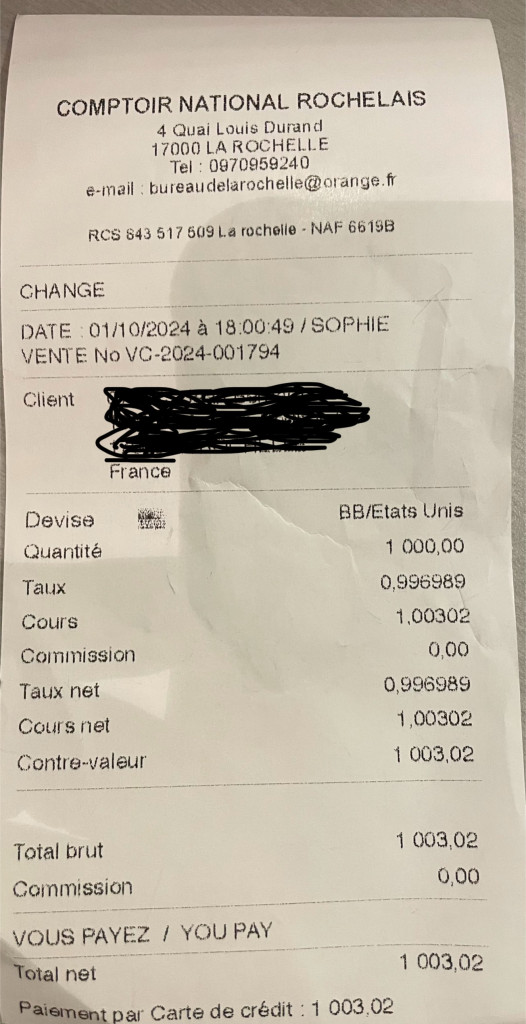 COMPTOIR NATIONAL ROCHELAIS
4 Quai Louis Durand
17000 LA ROCHELLE
Tel : 0970959240
e-mail : bureaudelarochelle@orange.fr
RCS 843 517 509 La rochelle - NAF 6619B
CHANGE
DATE : 01/10/2024 à 18:00:49 / SOPHIE
VENTE No VC-2024-001794
Client
France
Devise BB/Etats Unis
Quantité 1 000,00
Taux 0,996989
Cours 1,00302
Commission 0,00
Taux net 0,996989
Cours net 1,00302
Contre-valeur 1 003,02
Total brut 1 003,02
Commission 0,00
VOUS PAYEZ / YOU PAY
Total net 1 003,02
Paiement par Carte de crédit : 1 003,02